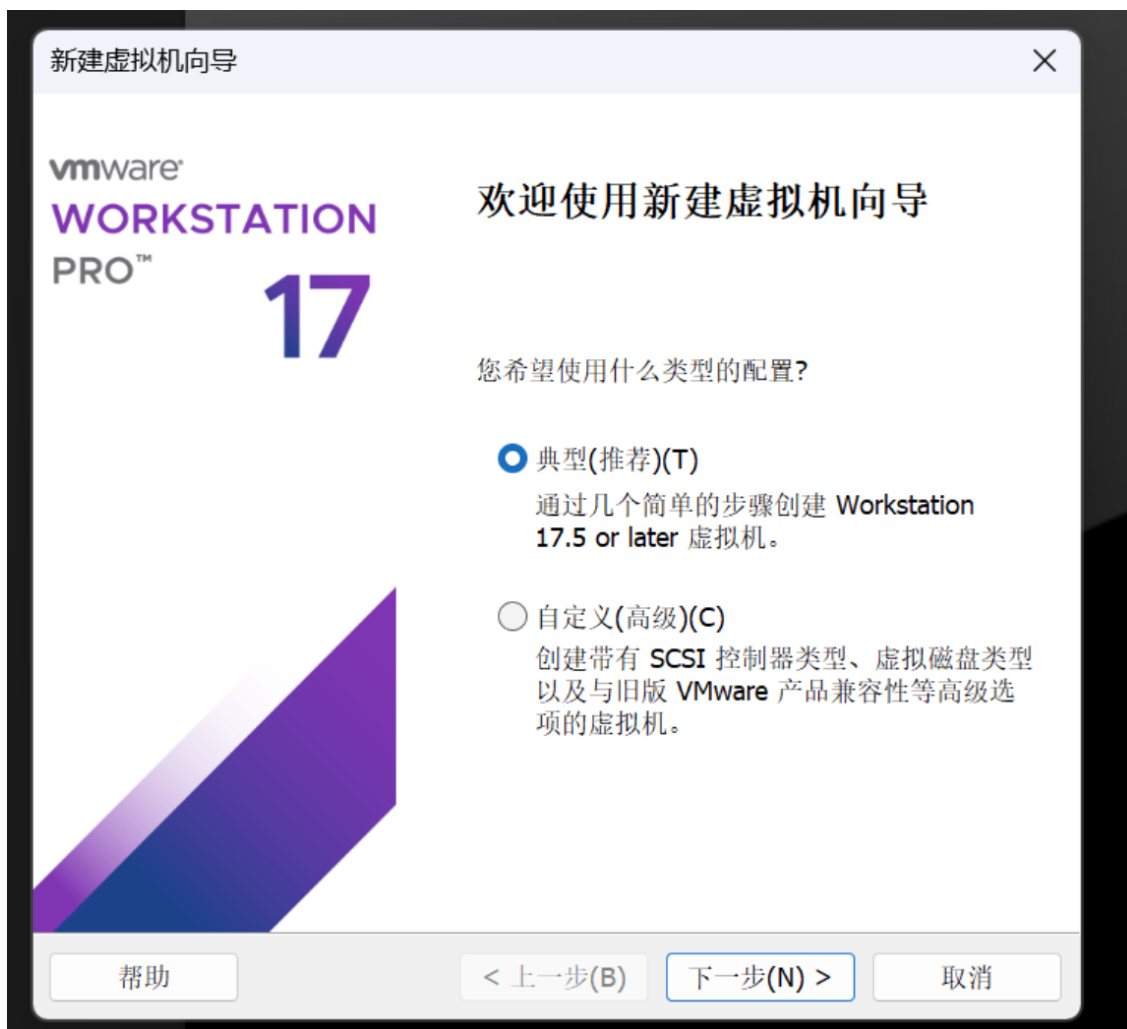 新建虚拟机向导
vmware
WORKSTATION
PRO™
17
欢迎使用新建虚拟机向导
您希望使用什么类型的配置?
典型(推荐)(T)
通过几个简单的步骤创建 Workstation
17.5 or later 虚拟机。
自定义(高级)(C)
创建带有 SCSI 控制器类型、虚拟磁盘类型
以及与旧版 VMware 产品兼容性等高级选
项的虚拟机。
帮助
< 上一步(B)
下一步(N) >
取消